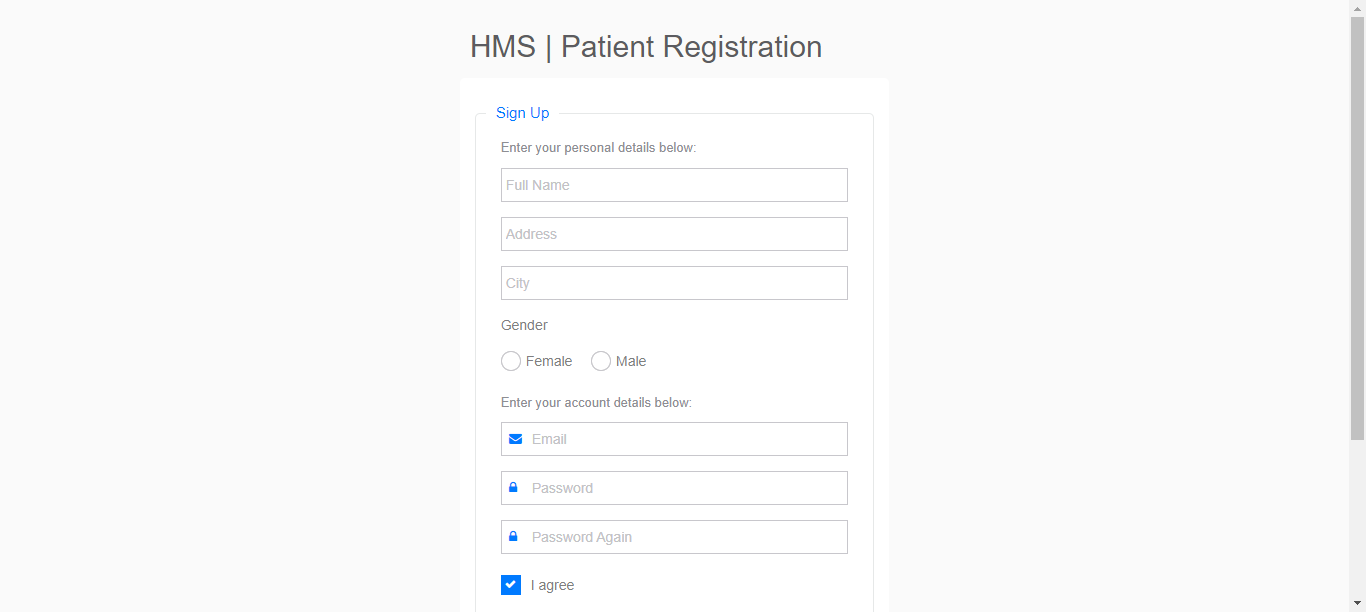 HMS | Patient Registration
Sign Up
Enter your personal details below:
Full Name
Address
City
Gender
Female Male
Enter your account details below:
Email
Password
Password Again
I agree